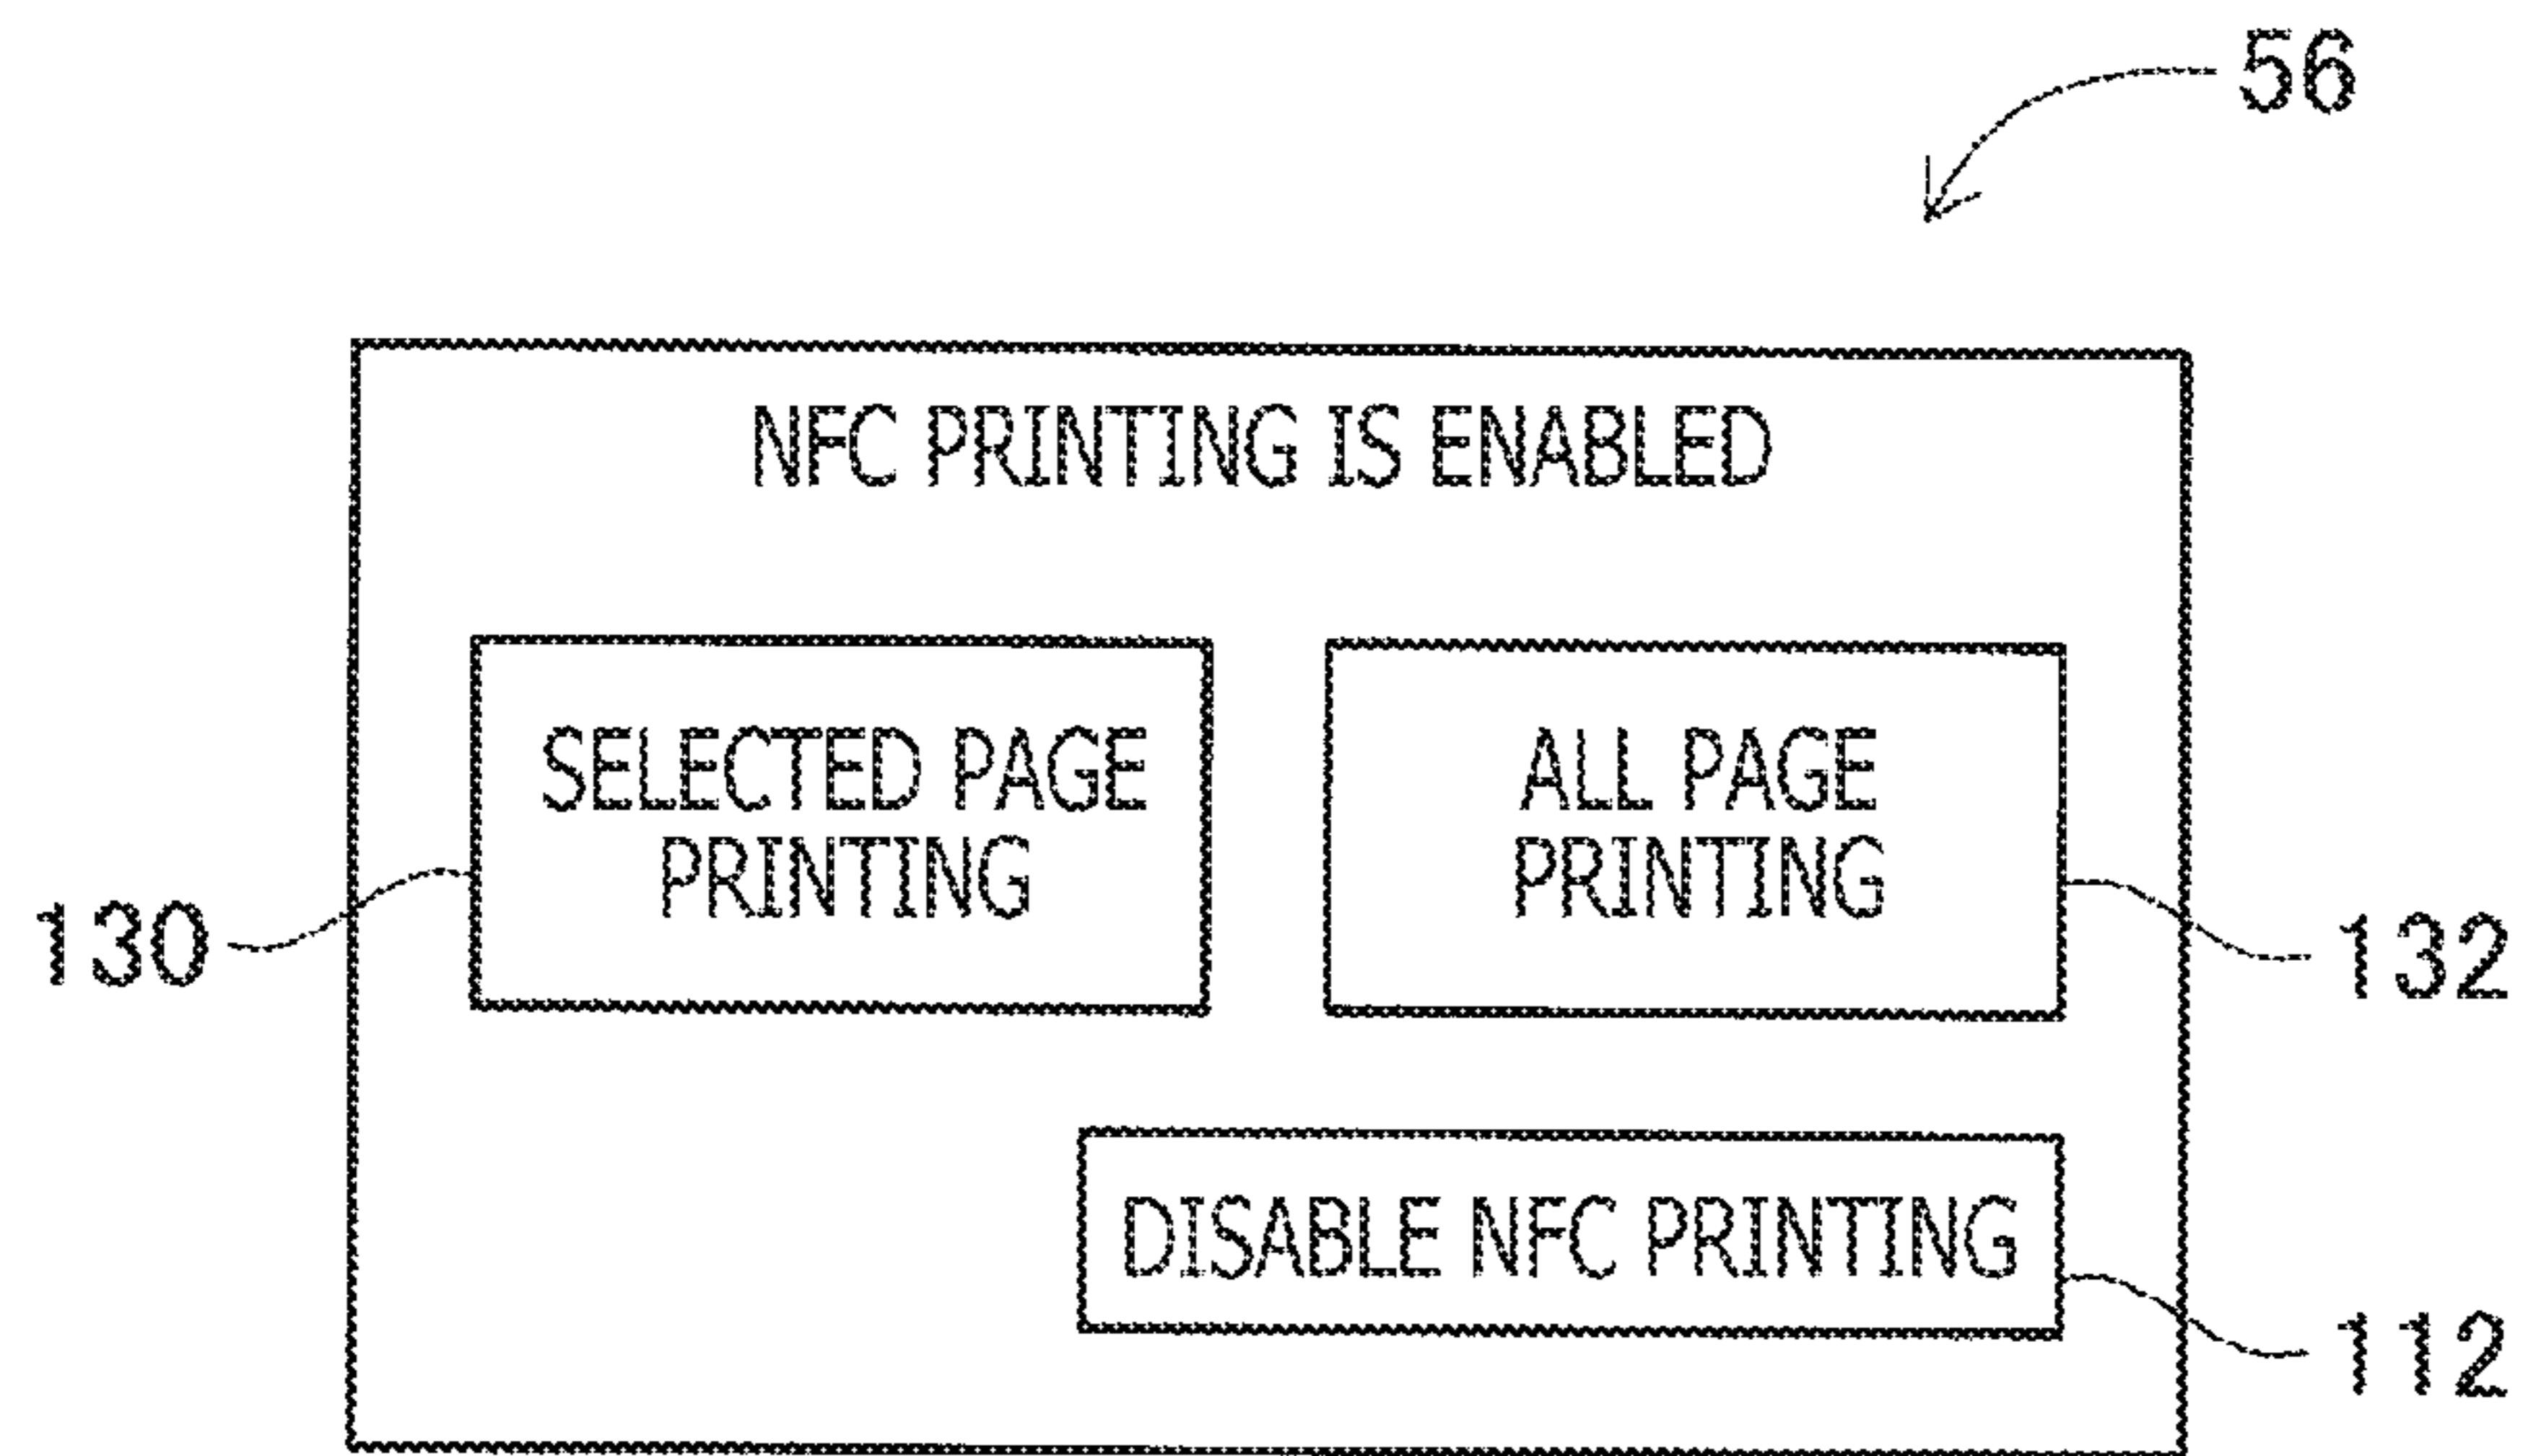 56
NFC PRINTING IS ENABLED
SELECTED PAGE
PRINTING
ALL PAGE
PRINTING
130
132
DISABLE NFC PRINTING
112